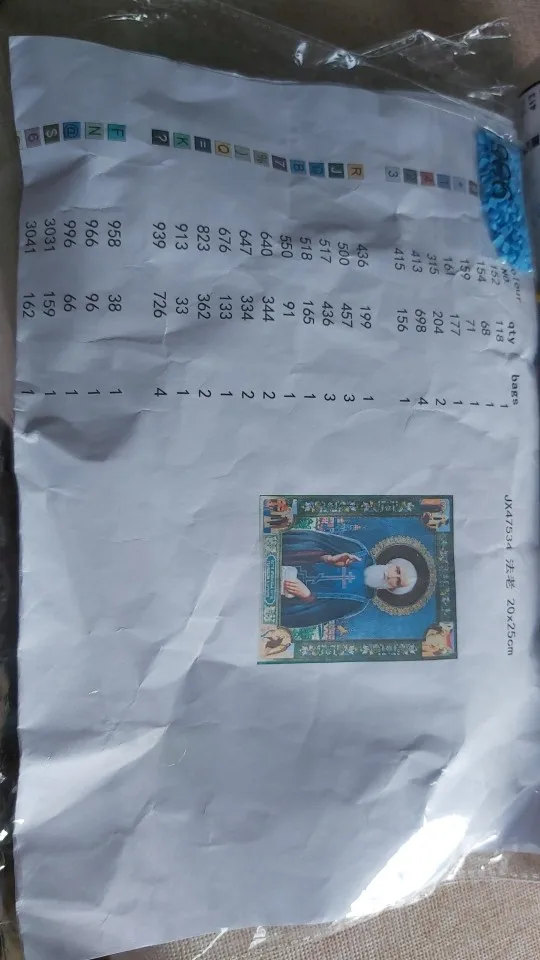 JX47534 法老 20x25cm
qty bags
152 118 1
154 68 1
159 71 1
161 177 1
315 204 2
413 698 4
3 415 156 1
R 436 199 1
J 500 457 3
517 436 3
518 165 1
7 550 91 1
% 640 344 2
J 647 334 2
Q 676 133 1
= 823 362 2
K 913 33 1
? 939 726 4
F 958 38 1
N 966 96 1
@ 996 66 1
S 3031 159 1
6 3041 162 1